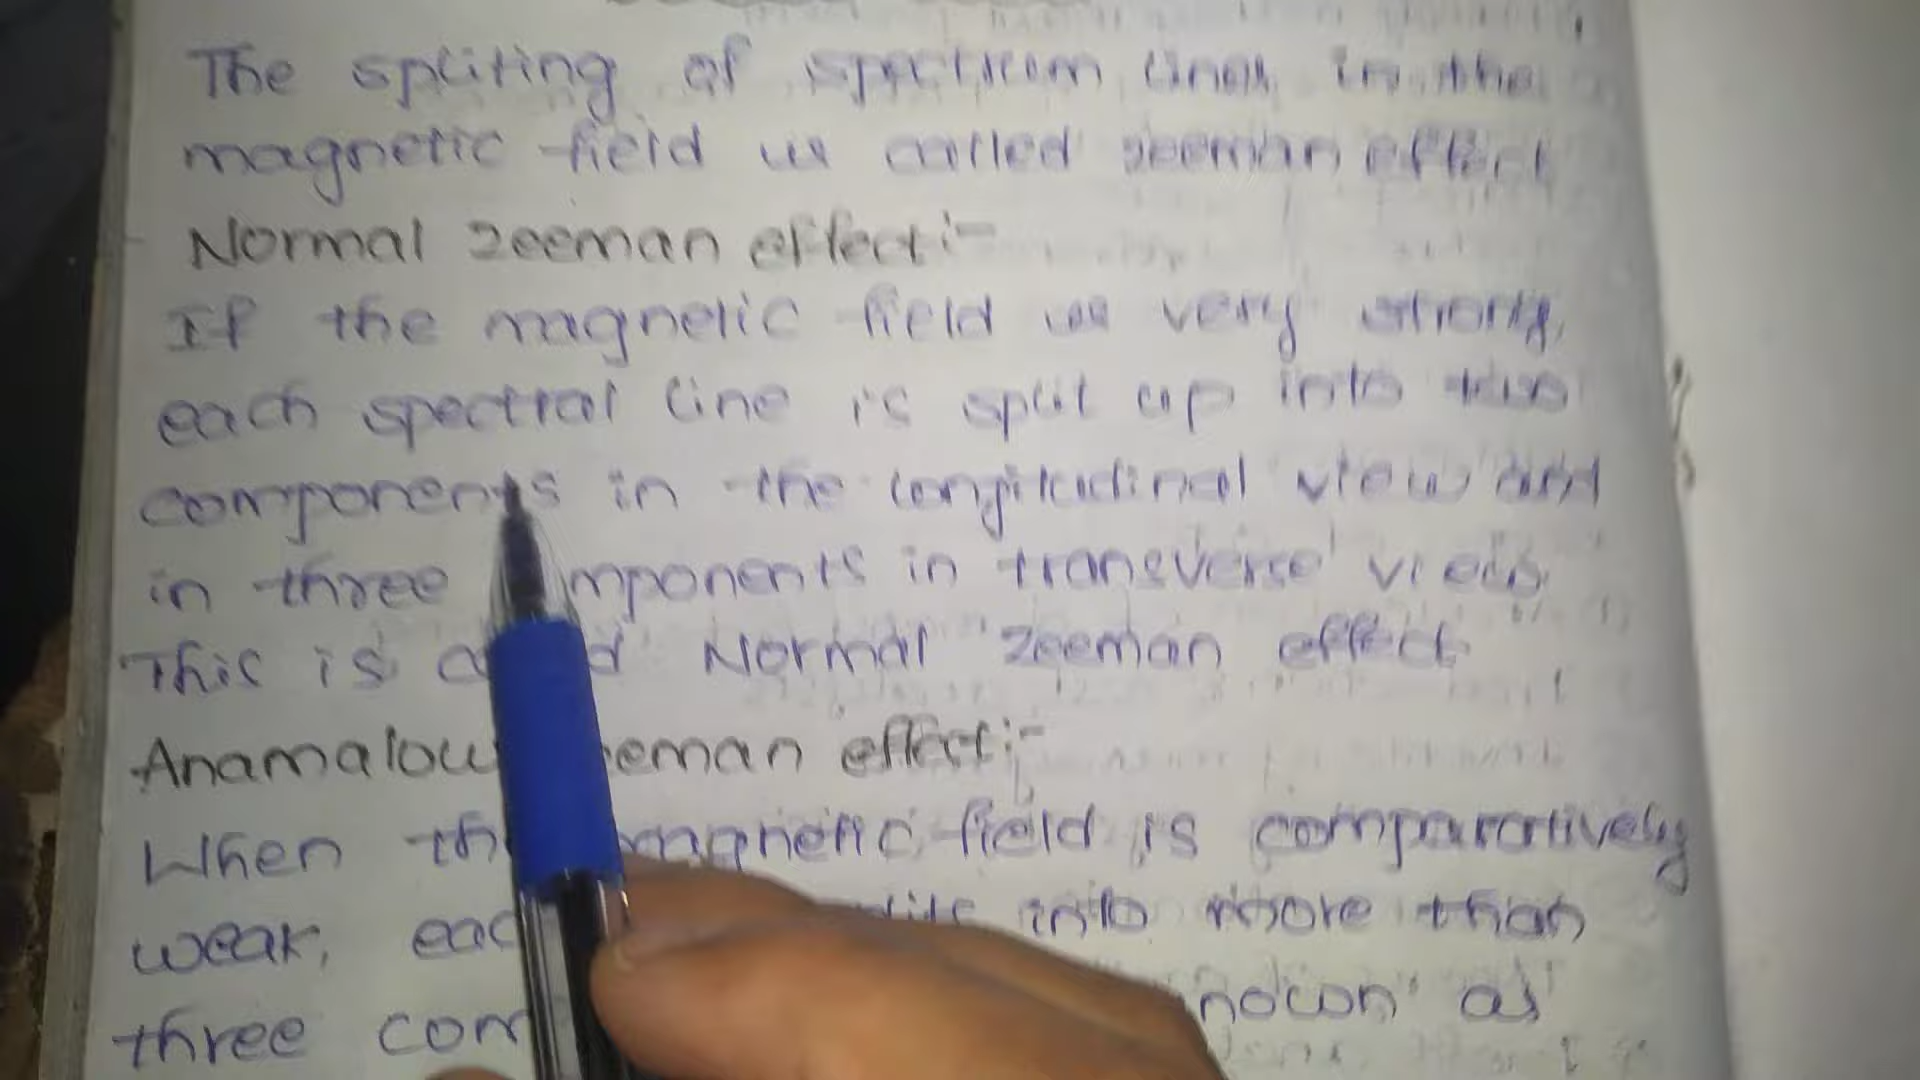 The spliting of spectrum lines in the
magnetic field is called zeeman effect
Normal zeeman effect:-
If the magnetic field is very strong,
each spectral line is split up into two
components in the longitudinal view and
in three mponents in transverse view.
This is Normal Zeeman effect
Anamalou eman effect:-
When th magnetic field is comparatively
weak, eac into more than
three com nown as